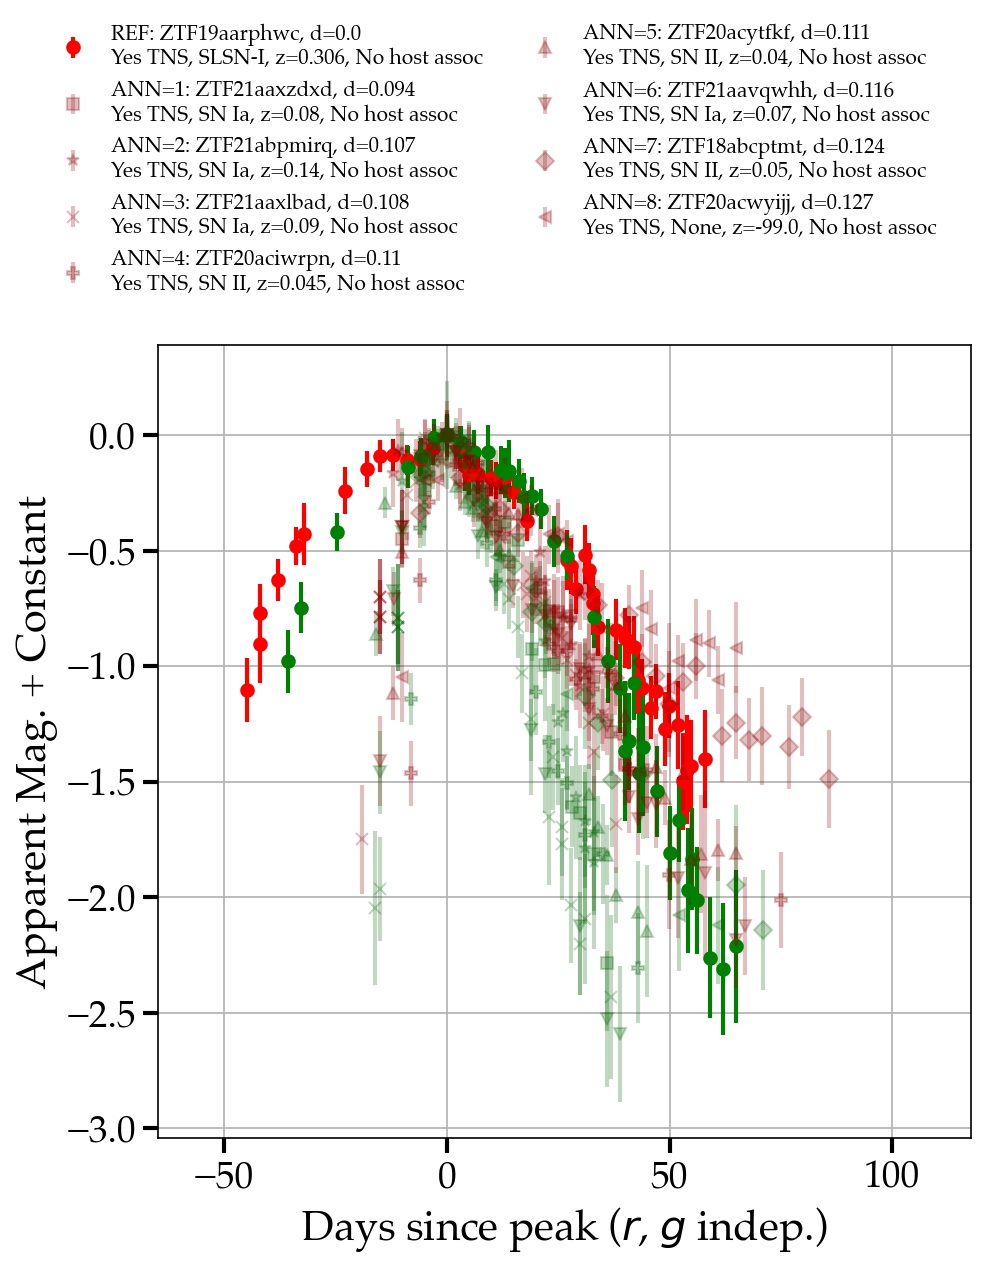 REF: ZTF19aarphwc, d=0.0
Yes TNS, SLSN-I, z=0.306, No host assoc
ANN=1: ZTF21aaxzdxd, d=0.094
Yes TNS, SN Ia, z=0.08, No host assoc
ANN=2: ZTF21abpmirq, d=0.107
Yes TNS, SN Ia, z=0.14, No host assoc
ANN=3: ZTF21aaxlbad, d=0.108
Yes TNS, SN Ia, z=0.09, No host assoc
ANN=4: ZTF20aciwrpn, d=0.11
Yes TNS, SN II, z=0.045, No host assoc
ANN=5: ZTF20acytfkf, d=0.111
Yes TNS, SN II, z=0.04, No host assoc
ANN=6: ZTF21aavqwhh, d=0.116
Yes TNS, SN Ia, z=0.07, No host assoc
ANN=7: ZTF18abcptmt, d=0.124
Yes TNS, SN II, z=0.05, No host assoc
ANN=8: ZTF20acwyijj, d=0.127
Yes TNS, None, z=-99.0, No host assoc
Apparent Mag. + Constant
0.0
−0.5
−1.0
−1.5
−2.0
−2.5
−3.0
−50
0
50
100
Days since peak (r, g indep.)